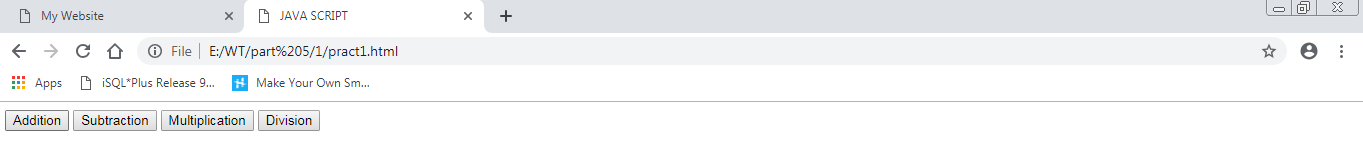 My Website JAVA SCRIPT
File E:/WT/part%205/1/pract1.html
Apps iSQL*Plus Release 9... Make Your Own Sm...
Addition Subtraction Multiplication Division